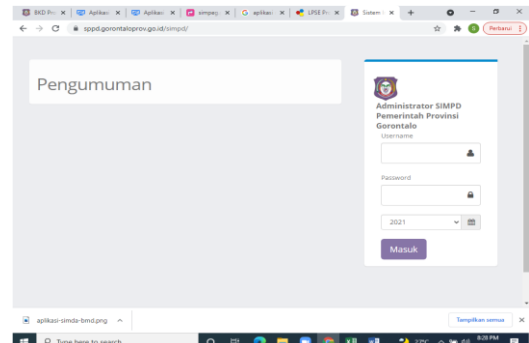 BKD Pr
Aplikasi
Aplikasi
simpeg
aplikasi
LPSE Pr
Sistem
sppd.gorontaloprov.go.id/simpd/
Perbarui
Pengumuman
Administrator SIMPD
Pemerintah Provinsi
Gorontalo
Username
Password
2021
Masuk
aplikasi-simda-bmd.png
Tampilkan semua
Type here to search
8:28 PM